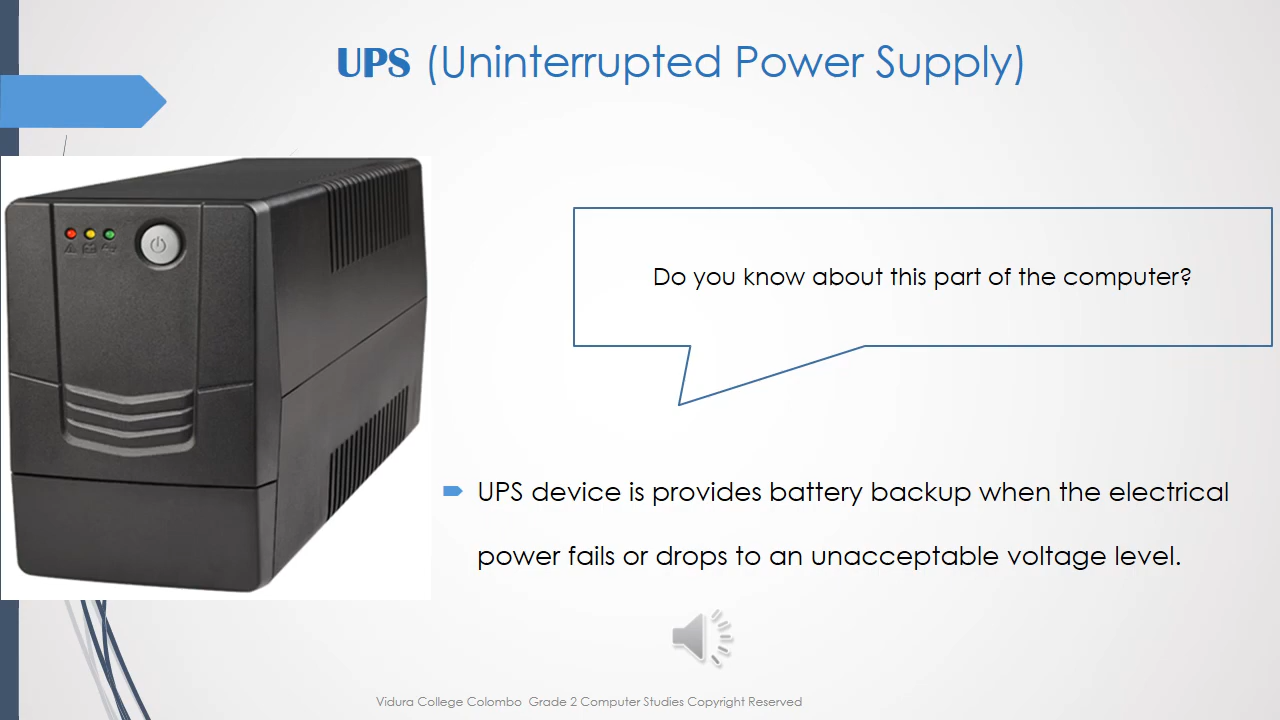 UPS (Uninterrupted Power Supply)
Do you know about this part of the computer?
UPS device is provides battery backup when the electrical
power fails or drops to an unacceptable voltage level.
Vidura College Colombo Grade 2 Computer Studies Copyright Reserved